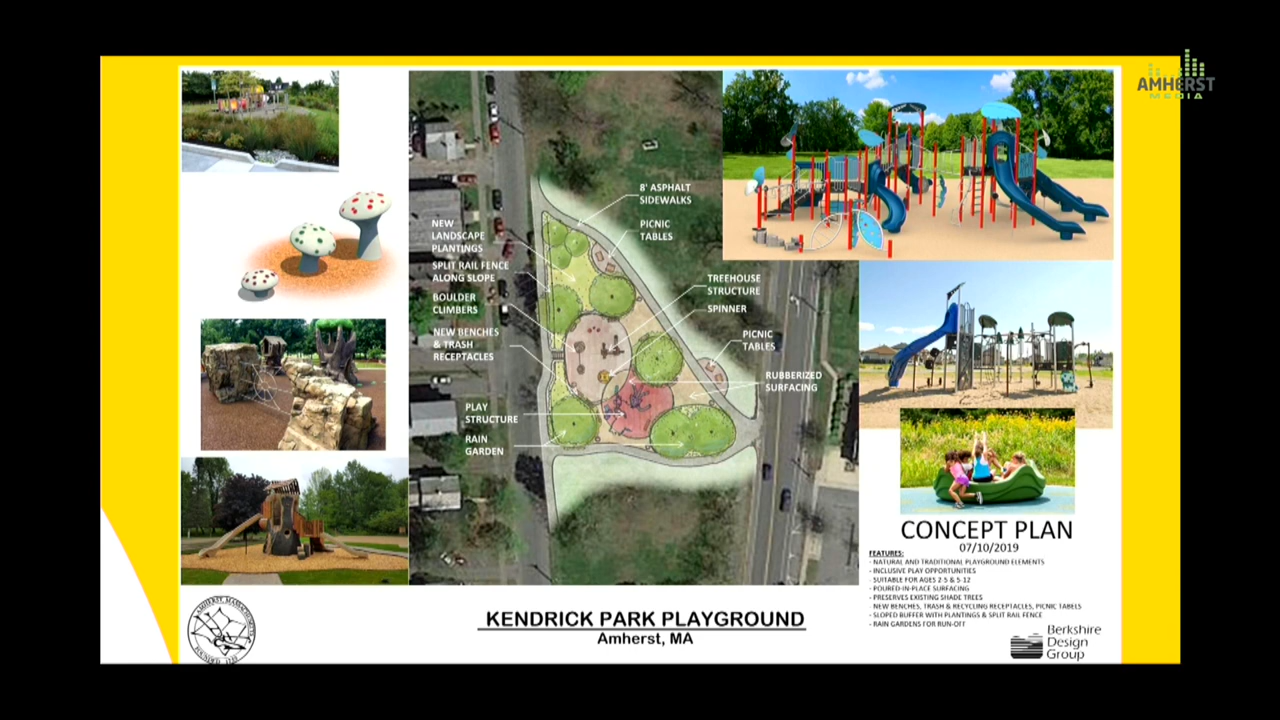 AMHERST
MEDIA
8' ASPHALT
SIDEWALKS
PICNIC
TABLES
NEW
LANDSCAPE
PLANTINGS
SPLIT RAIL FENCE
ALONG SLOPE
BOULDER
CLIMBERS
NEW BENCHES
& TRASH
RECEPTACLES
PLAY
STRUCTURE
RAIN
GARDEN
TREEHOUSE
STRUCTURE
SPINNER
PICNIC
TABLES
RUBBERIZED
SURFACING
CONCEPT PLAN
07/10/2019
FEATURES:
- NATURAL AND TRADITIONAL PLAYGROUND ELEMENTS
- INCLUSIVE PLAY OPPORTUNITIES
- SUITABLE FOR AGES 2-5 & 5-12
- POURED-IN-PLACE SURFACING
- PRESERVES EXISTING SHADE TREES
- NEW BENCHES, TRASH & RECYCLING RECEPTACLES, PICNIC TABELS
- SLOPED BUFFER WITH PLANTINGS & SPLIT RAIL FENCE
- RAIN GARDENS FOR RUN-OFF
KENDRICK PARK PLAYGROUND
Amherst, MA
Berkshire
Design
Group